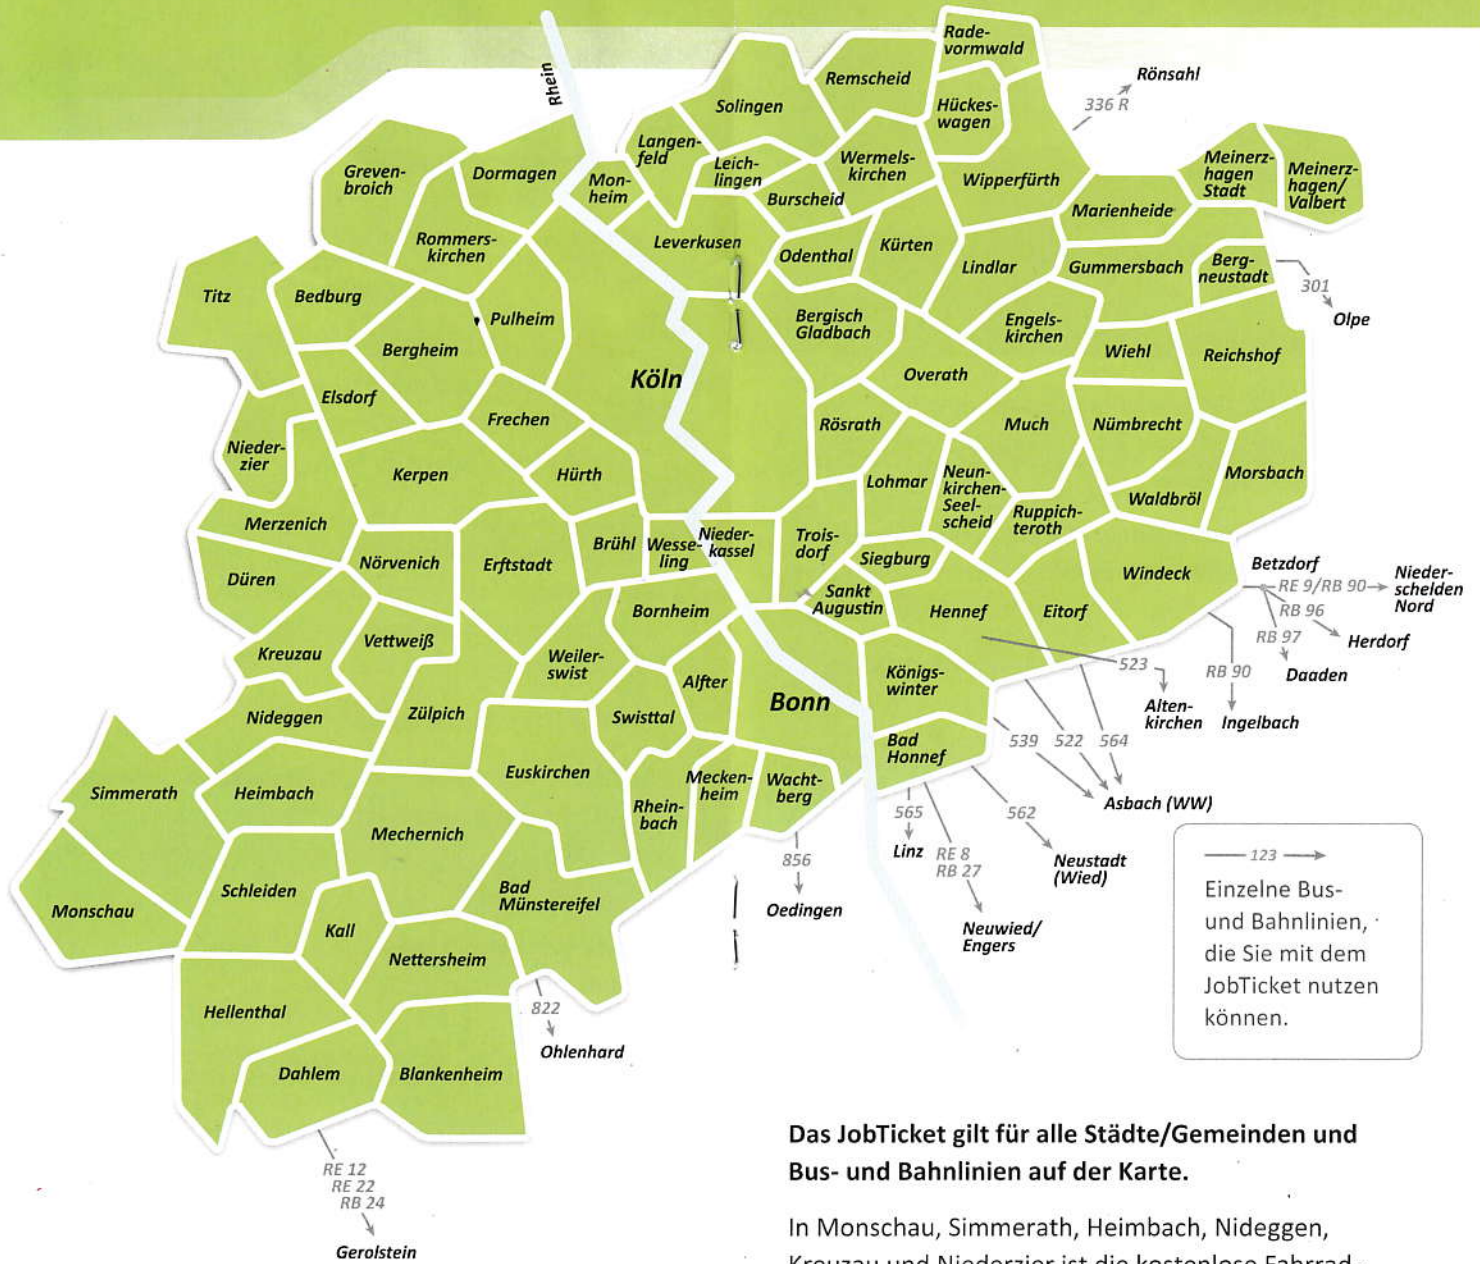 Rade-
vormwald
Rhein
Remscheid
Rönsahl
336 R
Solingen
Hückes-
wagen
Langen-
feld
Leich-
lingen
Wermels-
kirchen
Meinerz-
hagen
Stadt
Meinerz-
hagen/
Valbert
Greven-
broich
Dormagen
Mon-
heim
Burscheid
Wipperfürth
Marienheide
Rommers-
kirchen
Leverkusen
Odenthal
Kürten
Lindlar
Gummersbach
Berg-
neustadt
301
Olpe
Titz
Bedburg
Pulheim
Bergheim
Bergisch
Gladbach
Engels-
kirchen
Wiehl
Reichshof
Köln
Overath
Elsdorf
Frechen
Rösrath
Much
Nümbrecht
Nieder-
zier
Kerpen
Hürth
Lohmar
Neun-
kirchen-
Seel-
scheid
Morsbach
Waldbröl
Merzenich
Ruppich-
teroth
Nörvenich
Erftstadt
Brühl
Wesse-
ling
Nieder-
kassel
Trois-
dorf
Siegburg
Düren
Windeck
Betzdorf
RE 9/RB 90
Nieder-
schelden
Nord
RB 96
Herdorf
RB 97
Daaden
Sankt
Augustin
Hennef
Eitorf
Bornheim
Kreuzau
Vettweiß
Weiler-
swist
Alfter
Königs-
winter
523
Alten-
kirchen
RB 90
Ingelbach
Nideggen
Zülpich
Swisttal
Bonn
Bad
Honnef
539
522
564
Asbach (WW)
Simmerath
Heimbach
Euskirchen
Rhein-
bach
Mecken-
heim
Wacht-
berg
565
Linz
RE 8
RB 27
Neuwied/
Engers
562
Neustadt
(Wied)
Mechernich
856
Oedingen
Monschau
Schleiden
Kall
Bad
Münstereifel
Nettersheim
Hellenthal
822
Ohlenhard
Dahlem
Blankenheim
RE 12
RE 22
RB 24
Gerolstein
123
Einzelne Bus-
und Bahnlinien,
die Sie mit dem
JobTicket nutzen
können.
Das JobTicket gilt für alle Städte/Gemeinden und
Bus- und Bahnlinien auf der Karte.
In Monschau, Simmerath, Heimbach, Nideggen,
Kreuzau und Niederzier ist die kostenlose Fahrrad-